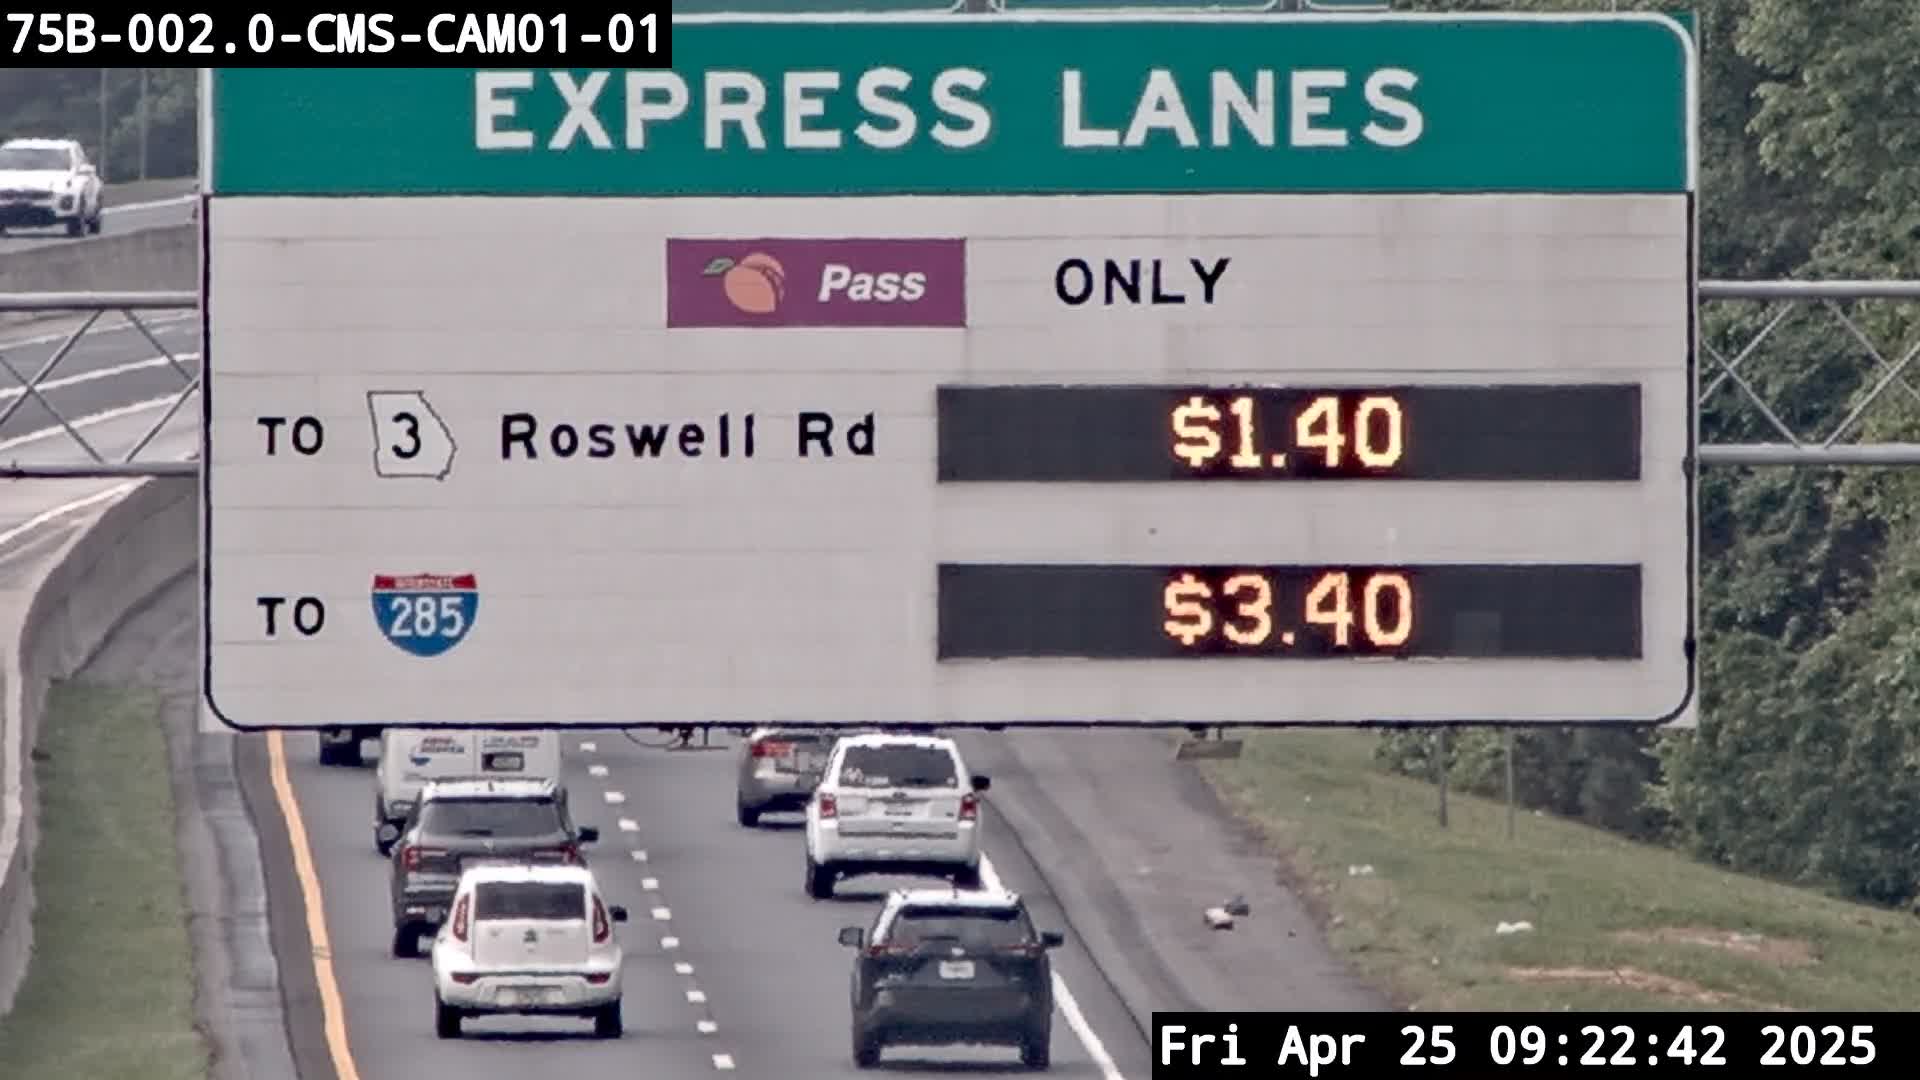 75B-002.0-CMS-CAM01-01
EXPRESS LANES
Pass ONLY
TO 3 Roswell Rd $1.40
TO INTERSTATE 285 $3.40
Fri Apr 25 09:22:42 2025